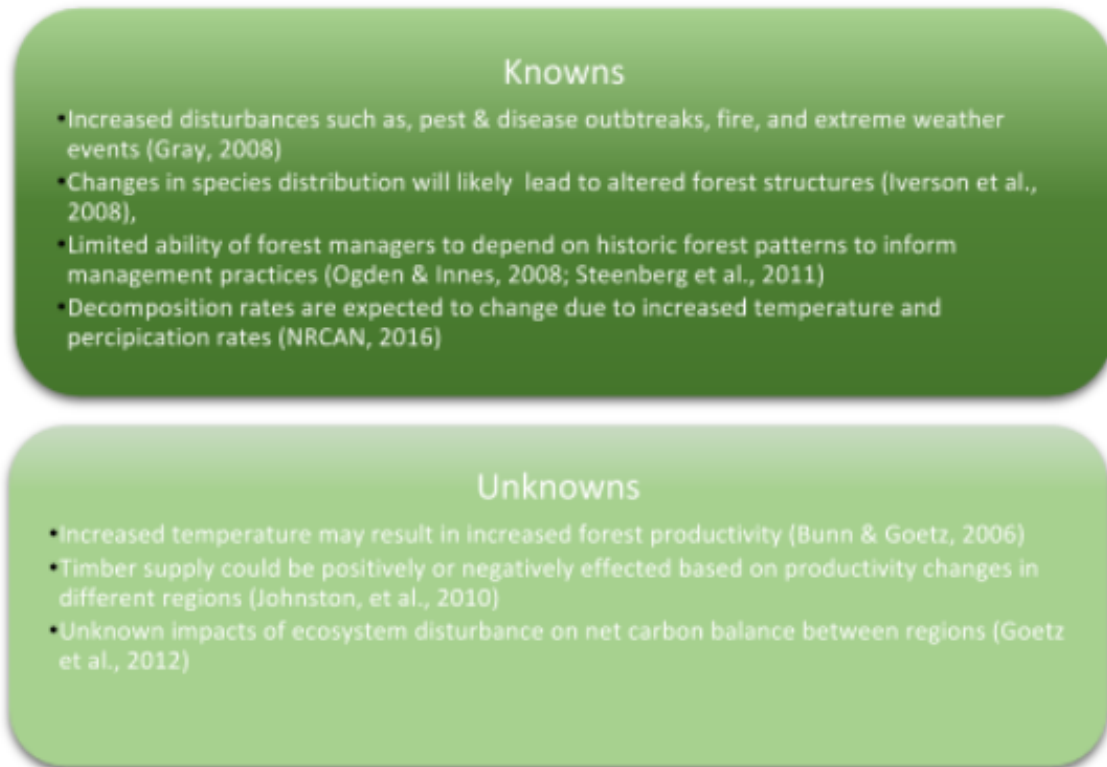 Knowns
•Increased disturbances such as, pest & disease outbtreaks, fire, and extreme weather
events (Gray, 2008)
•Changes in species distribution will likely lead to altered forest structures (Iverson et al.,
2008),
•Limited ability of forest managers to depend on historic forest patterns to inform
management practices (Ogden & Innes, 2008; Steenberg et al., 2011)
•Decomposition rates are expected to change due to increased temperature and
percipication rates (NRCAN, 2016)
Unknowns
•Increased temperature may result in increased forest productivity (Bunn & Goetz, 2006)
•Timber supply could be positively or negatively effected based on productivity changes in
different regions (Johnston, et al., 2010)
•Unknown impacts of ecosystem disturbance on net carbon balance between regions (Goetz
et al., 2012)